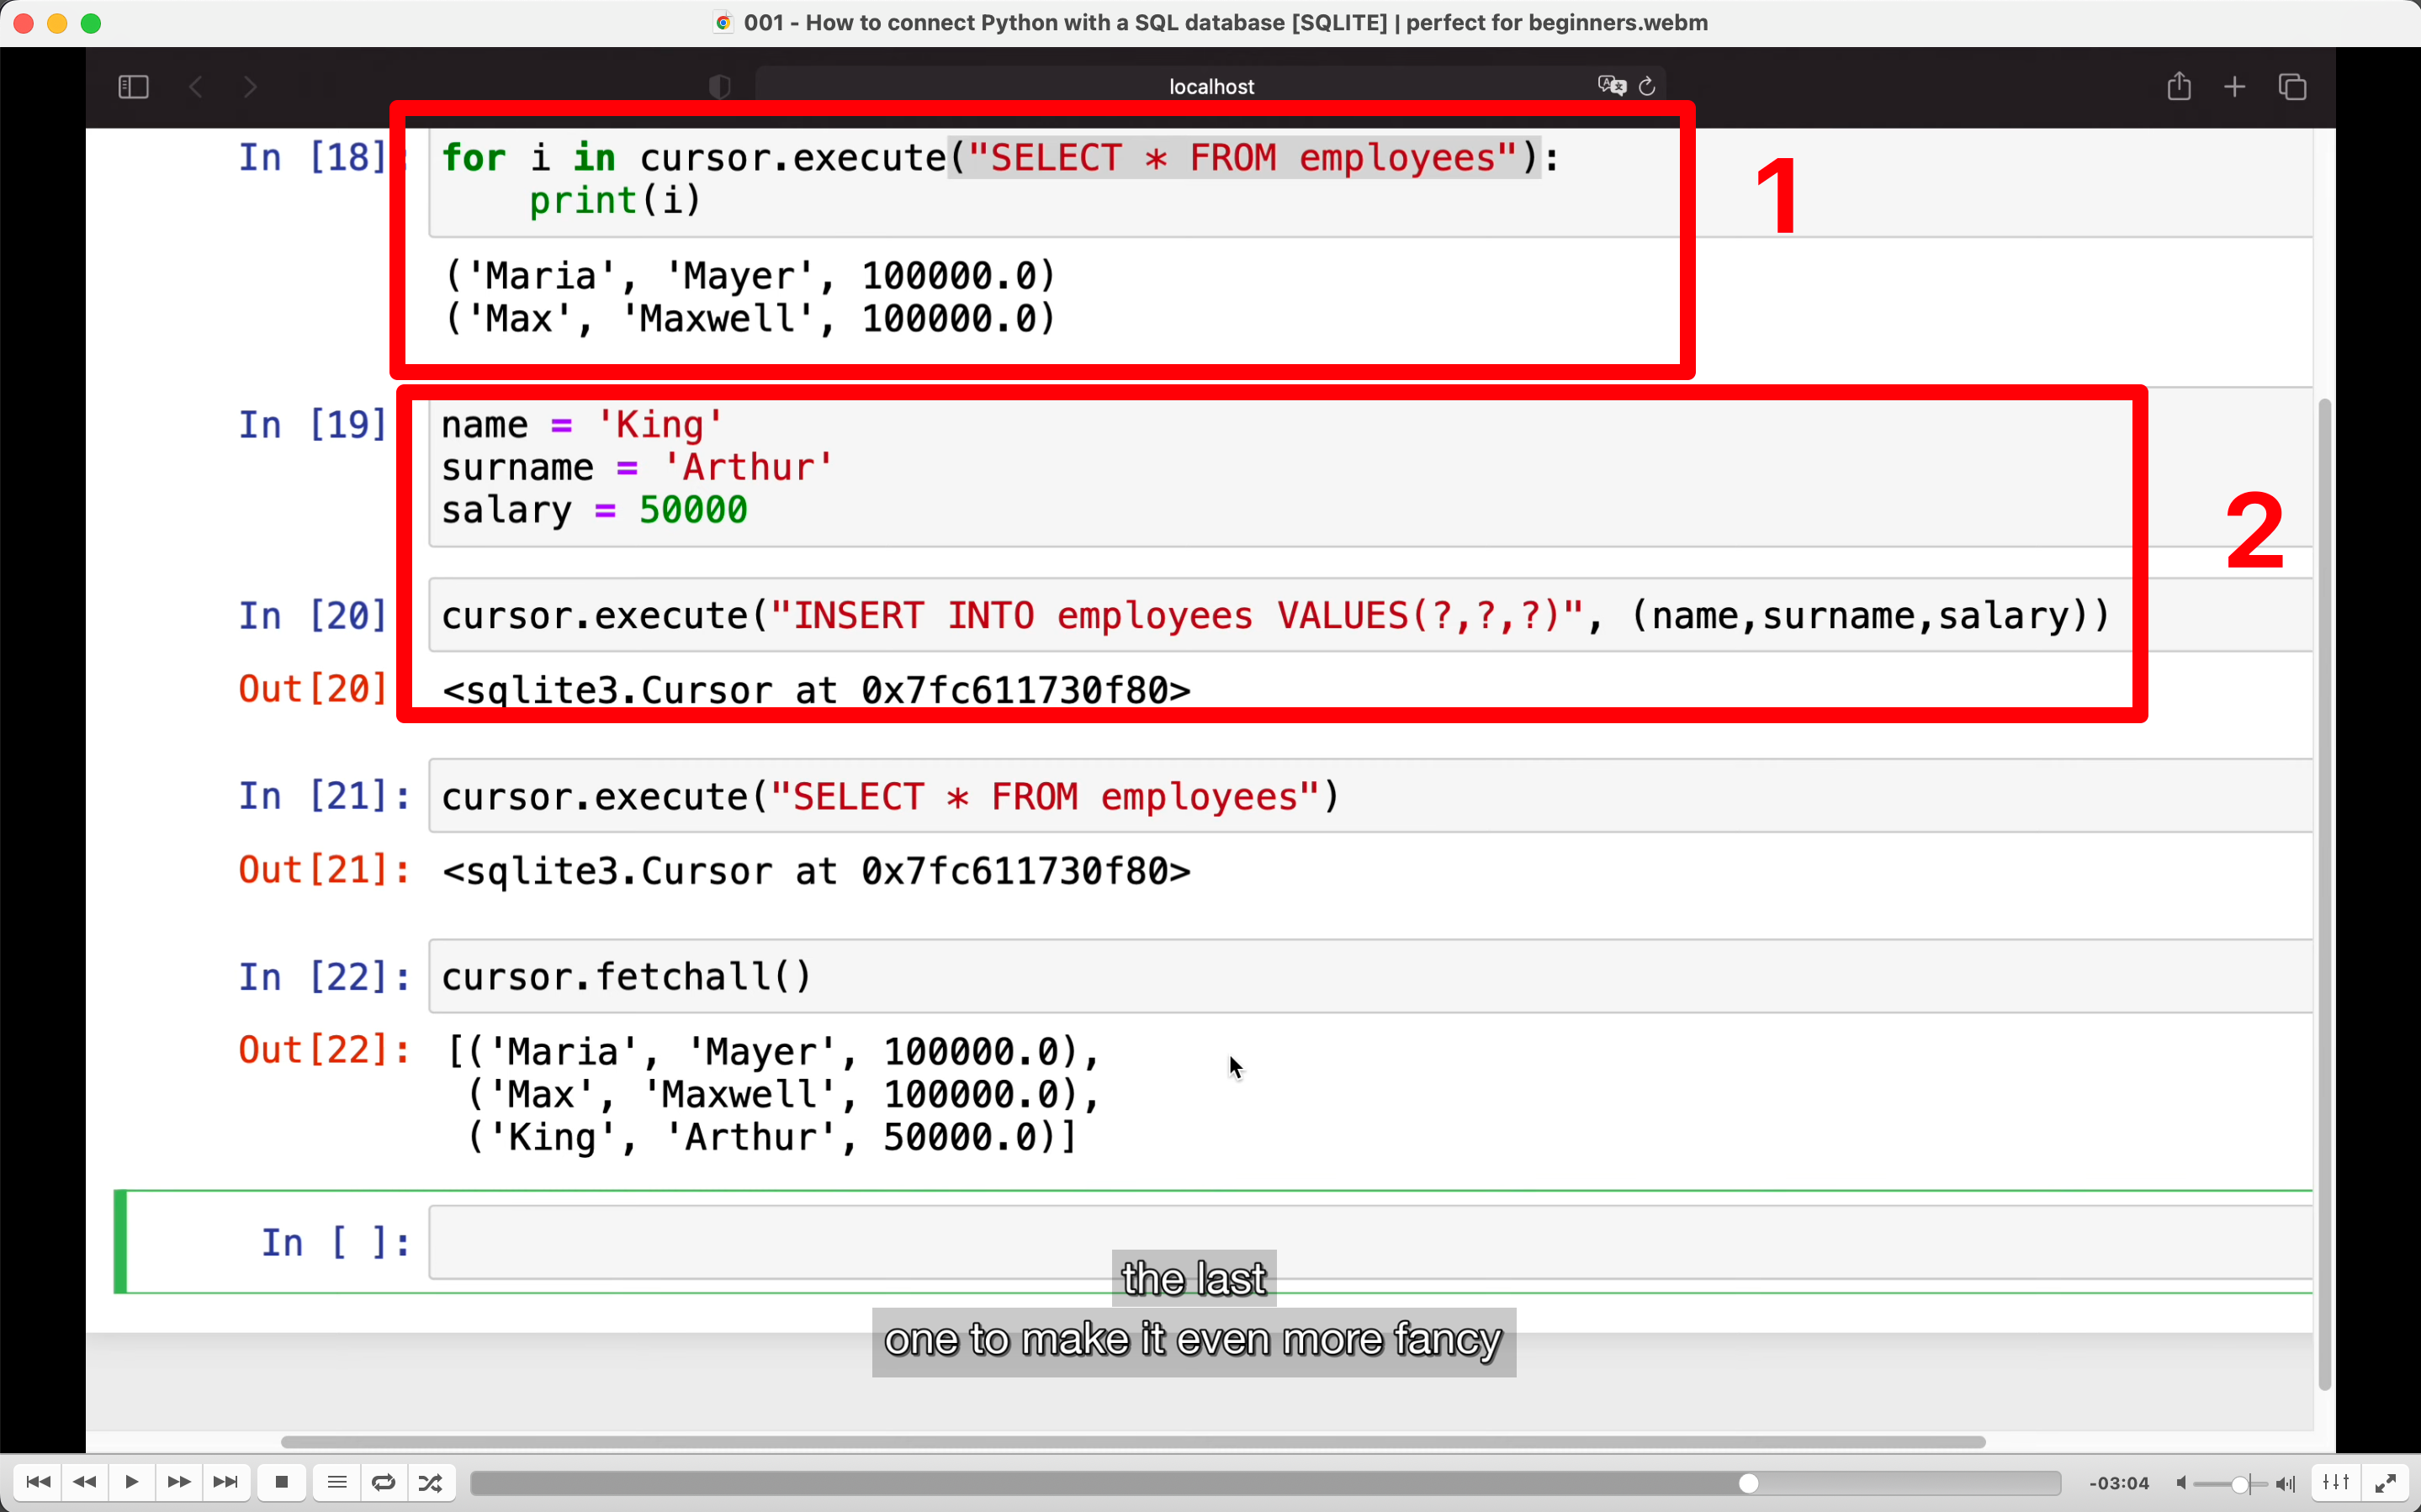 001 - How to connect Python with a SQL database [SQLITE] | perfect for beginners.webm
localhost
In [18]: for i in cursor.execute("SELECT * FROM employees"):
print(i)
1
('Maria', 'Mayer', 100000.0)
('Max', 'Maxwell', 100000.0)
In [19] name = 'King'
surname = 'Arthur'
salary = 50000
2
In [20] cursor.execute("INSERT INTO employees VALUES(?,?,?)", (name,surname,salary))
Out[20] <sqlite3.Cursor at 0x7fc611730f80>
In [21]: cursor.execute("SELECT * FROM employees")
Out[21]: <sqlite3.Cursor at 0x7fc611730f80>
In [22]: cursor.fetchall()
Out[22]: [('Maria', 'Mayer', 100000.0),
('Max', 'Maxwell', 100000.0),
('King', 'Arthur', 50000.0)]
In [ ]:
the last
one to make it even more fancy
-03:04